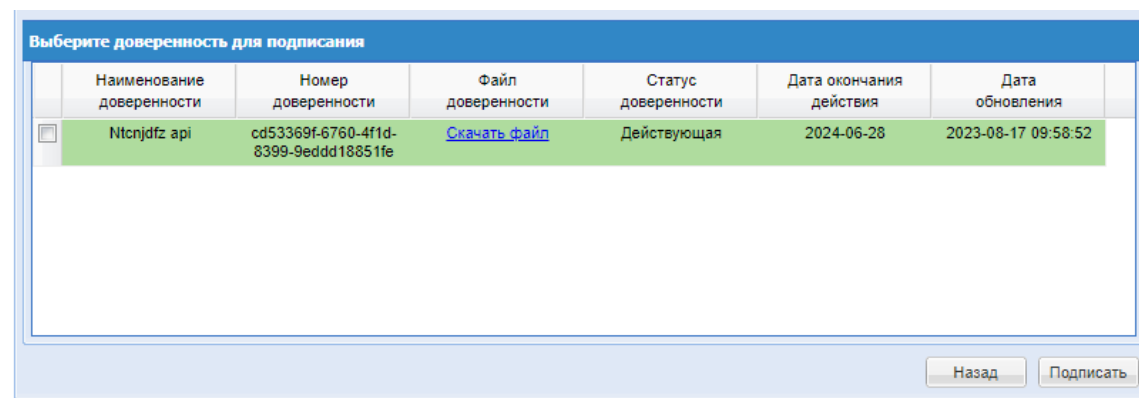 Выберите доверенность для подписания
Наименование доверенности
Номер доверенности
Файл доверенности
Статус доверенности
Дата окончания действия
Дата обновления
Ntcnjdfz api
cd53369f-6760-4f1d-
8399-9eddd18851fe
Скачать файл
Действующая
2024-06-28
2023-08-17 09:58:52
Назад
Подписать